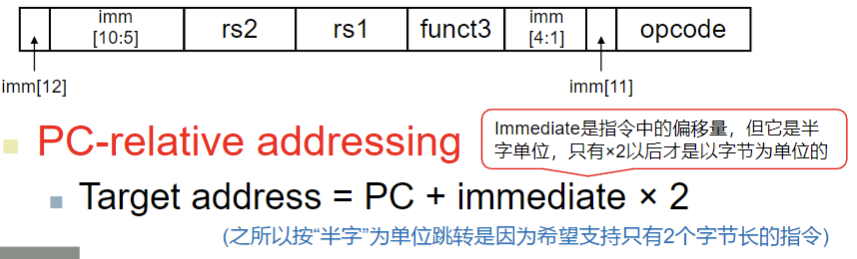 imm
[10:5]
rs2
rs1
funct3
imm
[4:1]
opcode
imm[12]
imm[11]
PC-relative addressing
Immediate是指令中的偏移量，但它是半
字单位，只有×2以后才是以字节为单位的
Target address = PC + immediate × 2
(之所以按“半字”为单位跳转是因为希望支持只有2个字节长的指令)